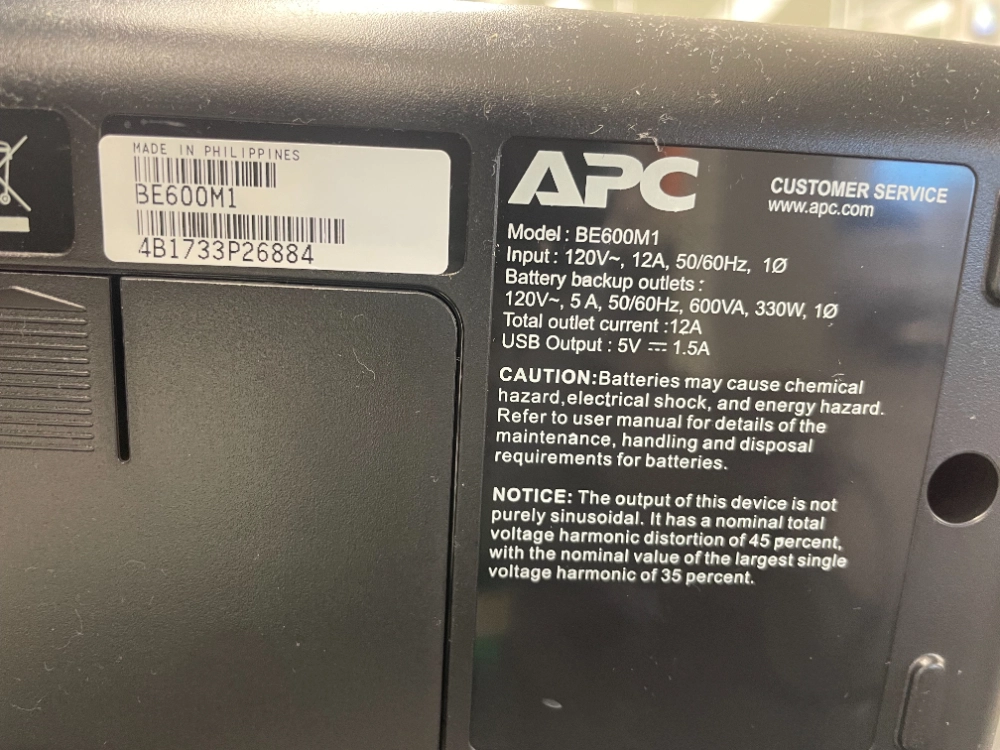 MADE IN PHILIPPINES
BE600M1
4B1733P26884
APC
CUSTOMER SERVICE
www.apc.com
Model : BE600M1
Input : 120V~, 12A, 50/60Hz, 1Ø
Battery backup outlets :
120V~, 5 A, 50/60Hz, 600VA, 330W, 1Ø
Total outlet current :12A
USB Output : 5V ⎓ 1.5A
CAUTION:Batteries may cause chemical
hazard,electrical shock, and energy hazard.
Refer to user manual for details of the
maintenance, handling and disposal
requirements for batteries.
NOTICE: The output of this device is not
purely sinusoidal. It has a nominal total
voltage harmonic distortion of 45 percent,
with the nominal value of the largest single
voltage harmonic of 35 percent.